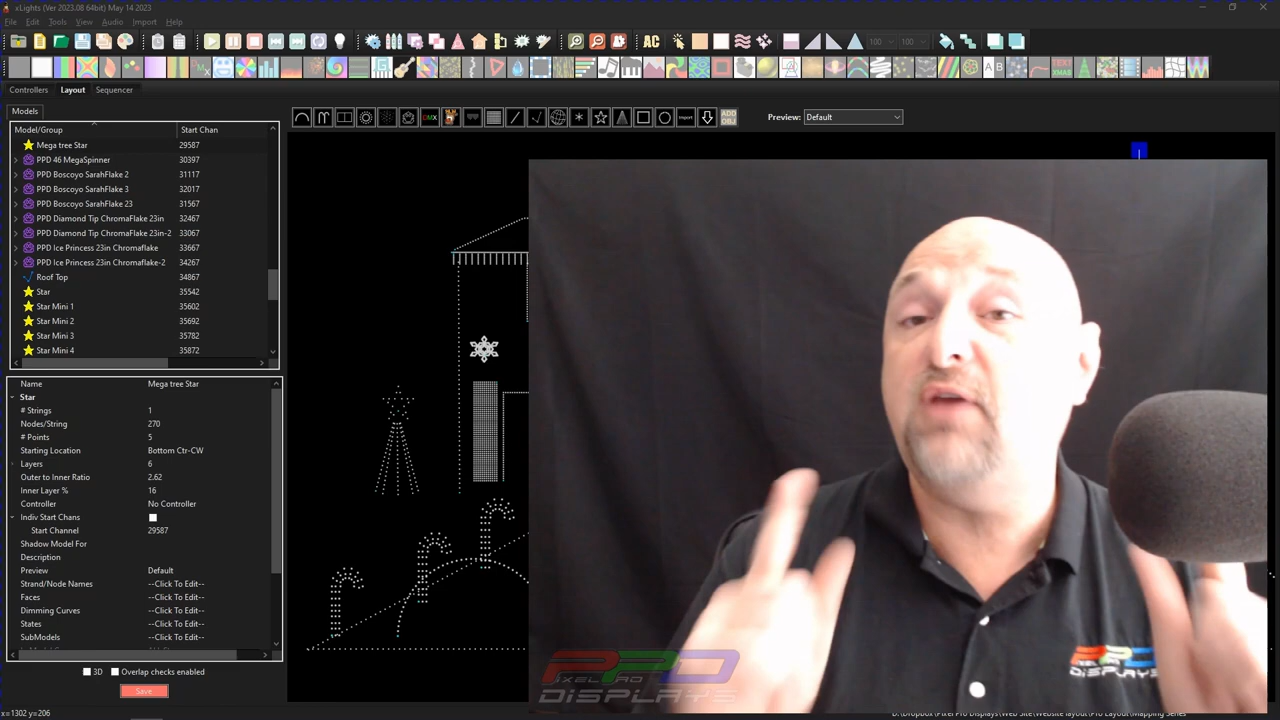 xLights (Ver 2023.08 64bit) May 14 2023
File Edit Tools View Audio Import Help
AC 100 100
Controllers Layout Sequencer
Models
Preview: Default
Model/Group Start Chan
Mega tree Star 29587
PPD 46 MegaSpinner 30397
PPD Boscoyo SarahFlake 2 31117
PPD Boscoyo SarahFlake 3 32017
PPD Boscoyo SarahFlake 23 31567
PPD Diamond Tip ChromaFlake 23in 32467
PPD Diamond Tip ChromaFlake 23in-2 33067
PPD Ice Princess 23in Chromaflake 33667
PPD Ice Princess 23in Chromaflake-2 34267
Roof Top 34867
Star 35542
Star Mini 1 35602
Star Mini 2 35692
Star Mini 3 35782
Star Mini 4 35872
Name Mega tree Star
Star
# Strings 1
Nodes/String 270
# Points 5
Starting Location Bottom Ctr-CW
Layers 6
Outer to Inner Ratio 2.62
Inner Layer % 16
Controller No Controller
Indiv Start Chans
Start Channel 29587
Shadow Model For
Description
Preview Default
Strand/Node Names --Click To Edit--
Faces --Click To Edit--
Dimming Curves --Click To Edit--
States --Click To Edit--
SubModels --Click To Edit--
3D Overlap checks enabled
Save
x=1302 y=206
PPD
Pixel Pro
Displays